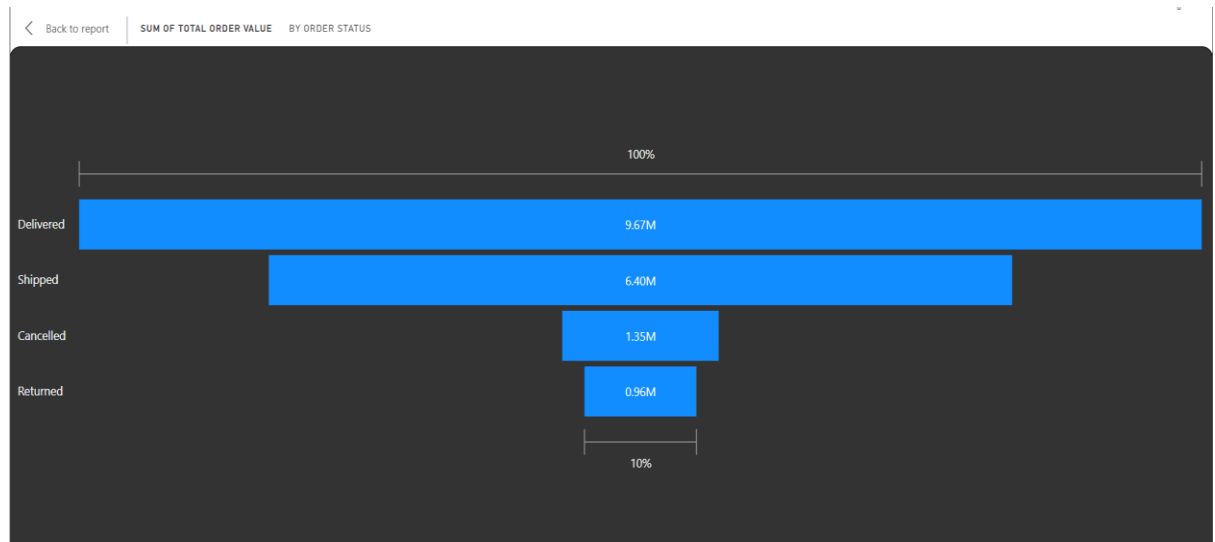 Back to report SUM OF TOTAL ORDER VALUE BY ORDER STATUS
100%
Delivered 9.67M
Shipped 6.40M
Cancelled 1.35M
Returned 0.96M
10%